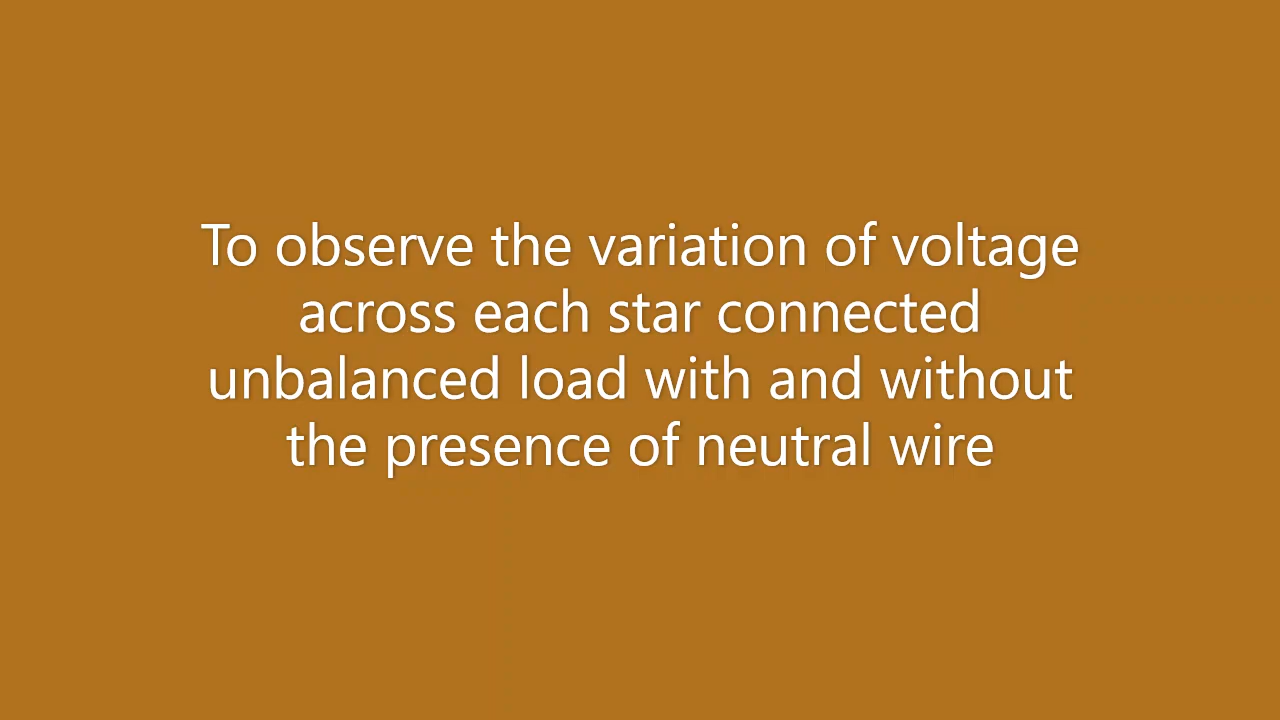 To observe the variation of voltage
across each star connected
unbalanced load with and without
the presence of neutral wire